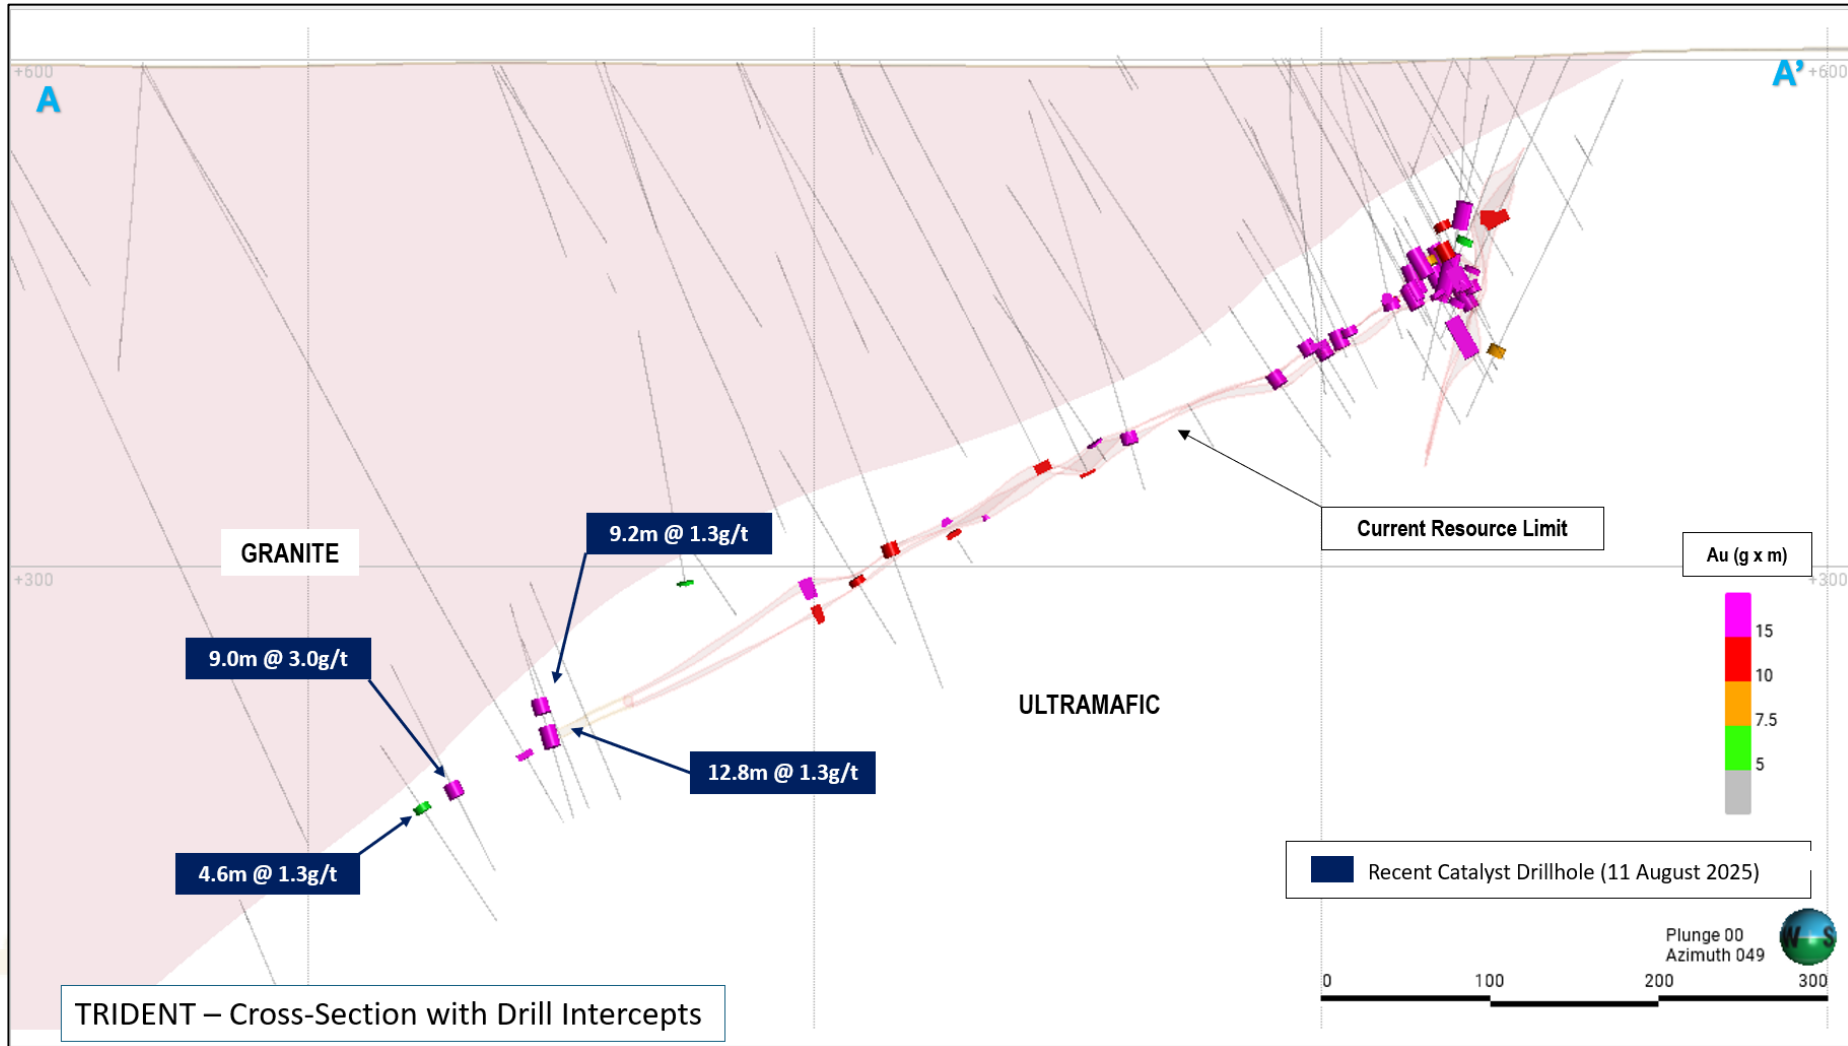 +600
+600
A
A'
9.2m @ 1.3g/t
GRANITE
Current Resource Limit
Au (g x m)
+300
+300
15
10
7.5
5
9.0m @ 3.0g/t
ULTRAMAFIC
12.8m @ 1.3g/t
4.6m @ 1.3g/t
Recent Catalyst Drillhole (11 August 2025)
Plunge 00
Azimuth 049
W S
0 100 200 300
TRIDENT – Cross-Section with Drill Intercepts